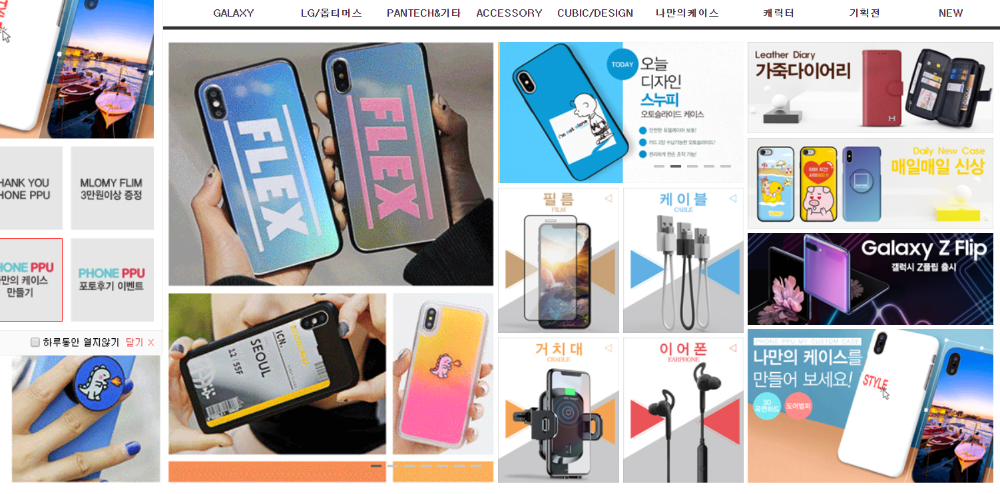 GALAXY
LG/옵티머스
PANTECH&기타
ACCESSORY
CUBIC/DESIGN
나만의케이스
캐릭터
기획전
NEW
HANK YOU
HONE PPU
MLOMY FLIM
3만원이상 증정
HONE PPU
만의 케이스
만들기
PHONE PPU
포토후기 이벤트
하루동안 열지않기
닫기 X
FLEX
FLEX
ICN.
SEOUL
12 / 55F
TODAY
오늘
디자인
스누피
오토슬라이드 케이스
안전한 듀얼레이어 보호!
카드 2장 수납가능한 오토슬라이드!
편리하게 한손 조작 가능!
i'm not alone
필름
FILM
케이블
CABLE
거치대
CRADLE
이어폰
EARPHONE
Leather Diary
가죽다이어리
H
Daily New Case
매일매일 신상
PANTONE
Galaxy Z Flip
갤럭시 Z플립 출시
PHONE PPU MY CUSTOM CASE
나만의 케이스를
만들어 보세요!
3D
곡면하드
도어범퍼
STYLE